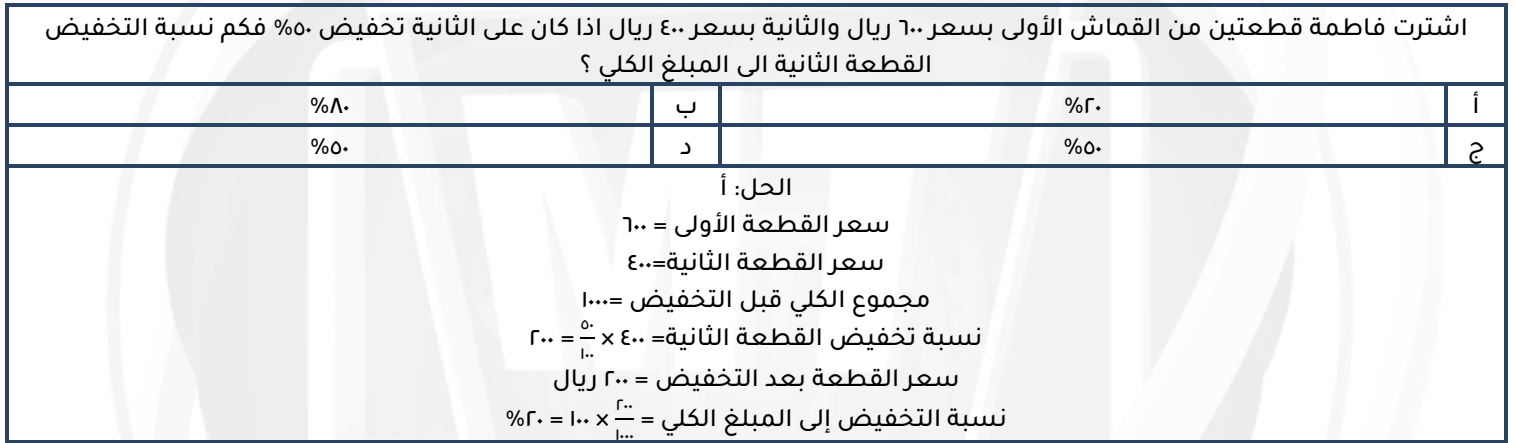 اشترت فاطمة قطعتين من القماش الأولى بسعر ٦٠٠ ريال والثانية بسعر ٤٠٠ ريال اذا كان على الثانية تخفيض ٥٠% فكم نسبة التخفيض
القطعة الثانية الى المبلغ الكلي ؟
أ ٢٠% ب ٨٠%
ج ٥٠% د ٥٠%
الحل: أ
سعر القطعة الأولى = ٦٠٠
سعر القطعة الثانية=٤٠٠
مجموع الكلي قبل التخفيض =١٠٠٠
نسبة تخفيض القطعة الثانية= ٤٠٠ × ٥٠/١٠٠ = ٢٠٠
سعر القطعة بعد التخفيض = ٢٠٠ ريال
نسبة التخفيض إلى المبلغ الكلي = ٢٠٠/١٠٠٠ × ١٠٠ = ٢٠%